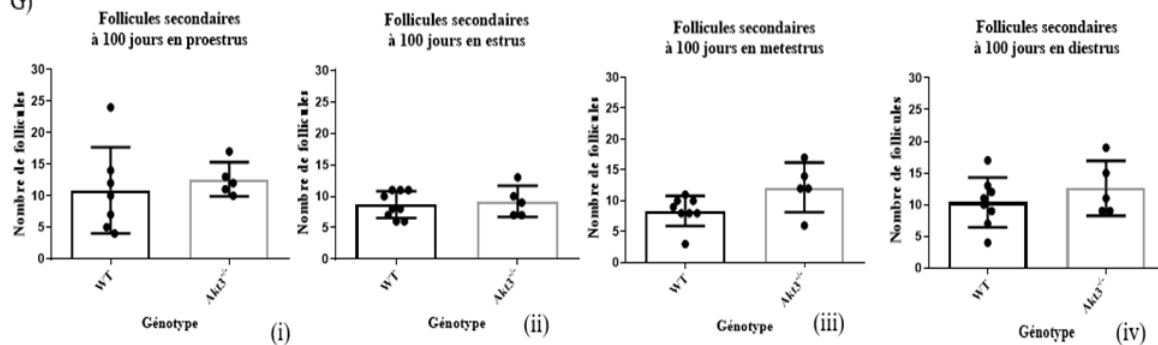 G)
Follicules secondaires
à 100 jours en proestrus
Nombre de follicules
30
25
20
15
10
5
0
WT
Akt3-/-
Génotype
(i)
Follicules secondaires
à 100 jours en estrus
Nombre de follicules
30
25
20
15
10
5
0
WT
Akt3-/-
Génotype
(ii)
Follicules secondaires
à 100 jours en metestrus
Nombre de follicules
30
25
20
15
10
5
0
WT
Akt3-/-
Génotype
(iii)
Follicules secondaires
à 100 jours en diestrus
Nombre de follicules
30
25
20
15
10
5
0
WT
Akt3-/-
Génotype
(iv)